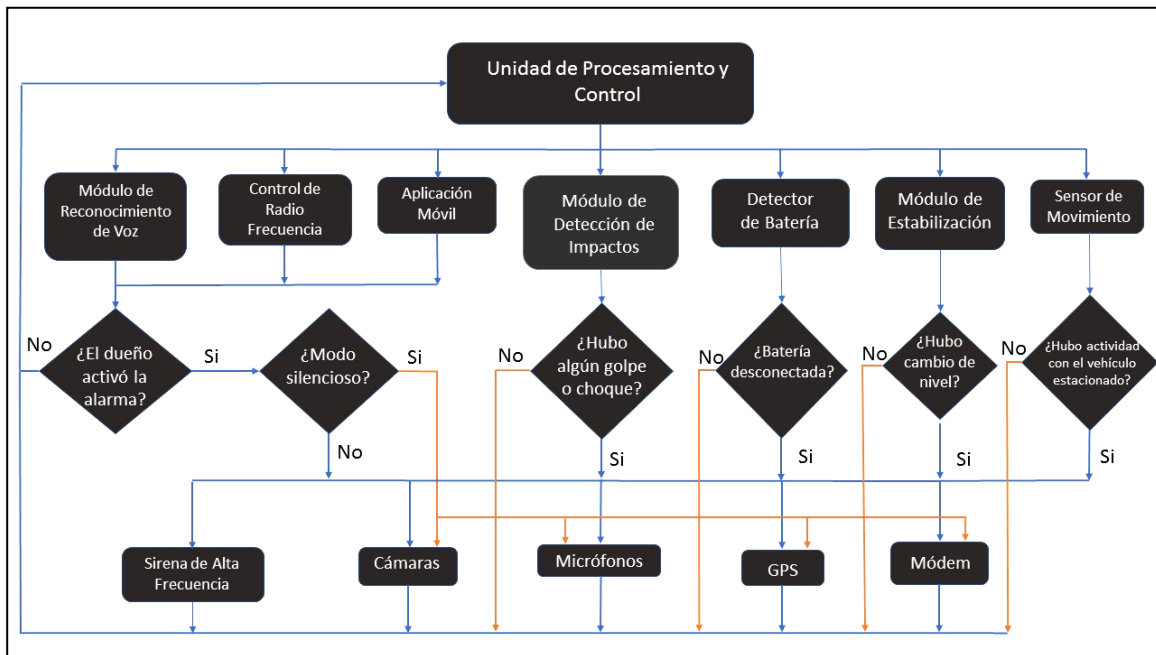 Unidad de Procesamiento y
Control
Módulo de
Reconocimiento
de Voz
Control de
Radio
Frecuencia
Aplicación
Móvil
Módulo de
Detección de
Impactos
Detector
de Batería
Módulo de
Estabilización
Sensor de
Movimiento
No
¿El dueño
activó la
alarma?
Si
¿Modo
silencioso?
Si
No
No
¿Hubo
algún golpe
o choque?
Si
No
¿Batería
desconectada?
Si
No
¿Hubo
cambio de
nivel?
Si
No
¿Hubo actividad
con el vehículo
estacionado?
Si
Sirena de Alta
Frecuencia
Cámaras
Micrófonos
GPS
Módem